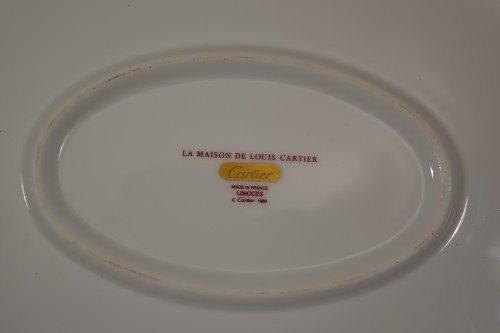 LA MAISON DE LOUIS CARTIER
Cartier
MADE IN FRANCE
LIMOGES
© Cartier 1986